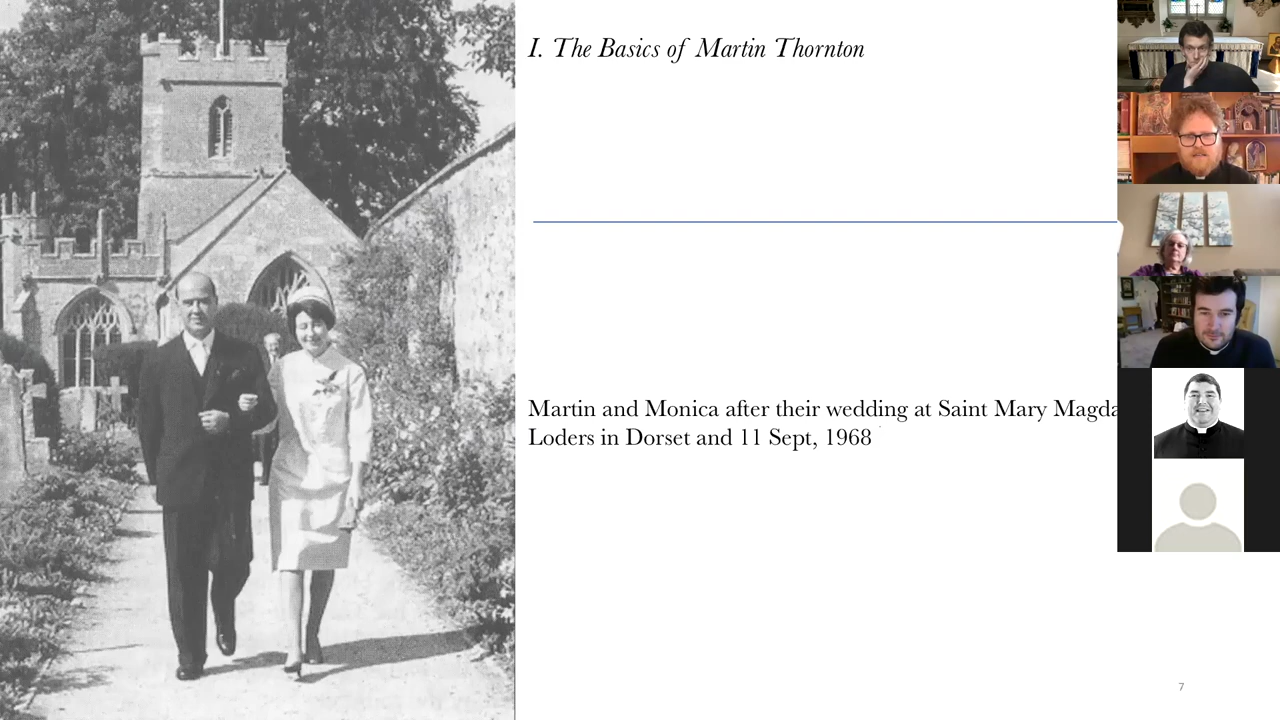 I. The Basics of Martin Thornton
Martin and Monica after their wedding at Saint Mary Magda
Loders in Dorset and 11 Sept, 1968
7